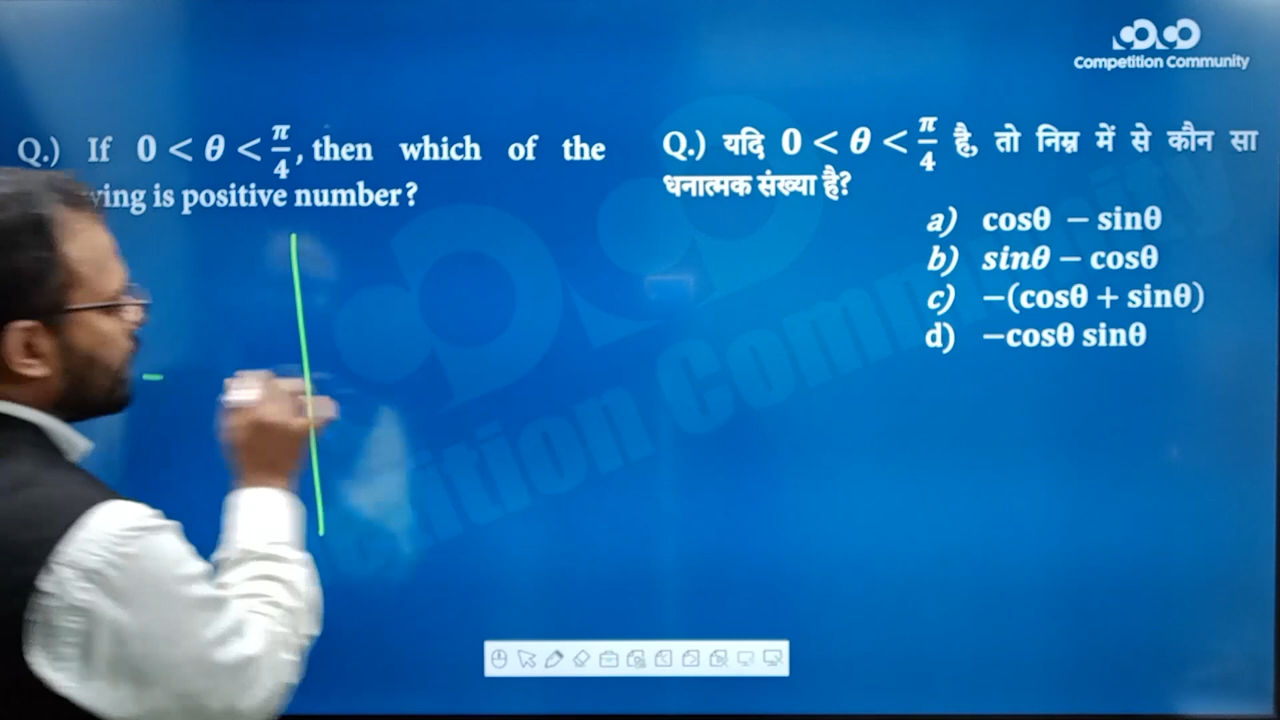 Competition Community
Q.) If 0 < θ < π/4, then which of the
wing is positive number?
Q.) यदि 0 < θ < π/4 है, तो निम्न में से कौन सा
धनात्मक संख्या है?
a) cosθ − sinθ
b) sinθ − cosθ
c) −(cosθ + sinθ)
d) −cosθ sinθ